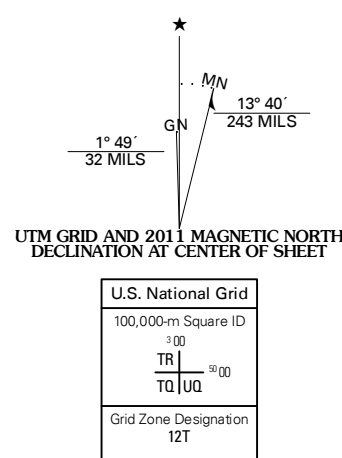 ★
MN
GN
13° 40´
243 MILS
1° 49´
32 MILS
UTM GRID AND 2011 MAGNETIC NORTH
DECLINATION AT CENTER OF SHEET
U.S. National Grid
100,000-m Square ID
³00
TR
⁵⁰00
TQ UQ
Grid Zone Designation
12T